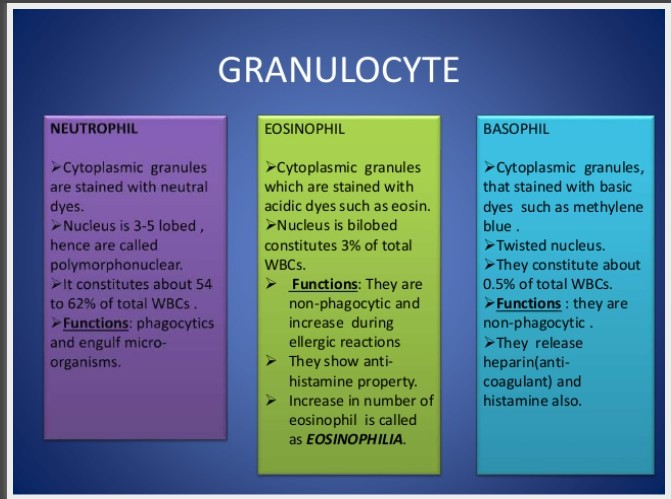 GRANULOCYTE
NEUTROPHIL
➢Cytoplasmic granules
are stained with neutral
dyes.
➢Nucleus is 3-5 lobed ,
hence are called
polymorphonuclear.
➢It constitutes about 54
to 62% of total WBCs .
➢Functions: phagocytics
and engulf micro-
organisms.
EOSINOPHIL
➢Cytoplasmic granules
which are stained with
acidic dyes such as eosin.
➢Nucleus is bilobed
constitutes 3% of total
WBCs.
➢ Functions: They are
non-phagocytic and
increase during
ellergic reactions
➢ They show anti-
histamine property.
➢ Increase in number of
eosinophil is called
as EOSINOPHILIA.
BASOPHIL
➢Cytoplasmic granules,
that stained with basic
dyes such as methylene
blue .
➢Twisted nucleus.
➢They constitute about
0.5% of total WBCs.
➢Functions : they are
non-phagocytic .
➢They release
heparin(anti-
coagulant) and
histamine also.